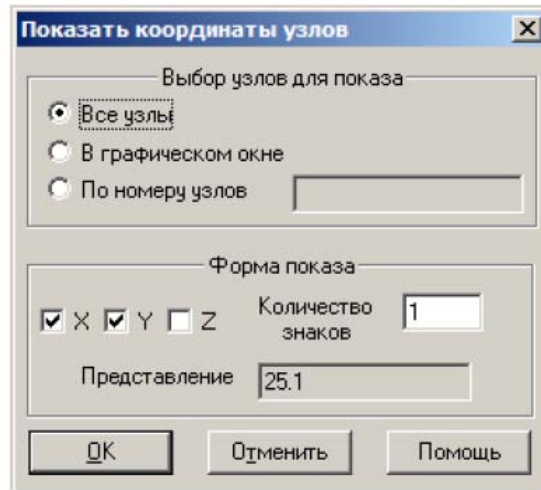 Показать координаты узлов
Выбор узлов для показа
Все узлы
В графическом окне
По номеру узлов
Форма показа
X Y Z Количество знаков 1
Представление 25.1
OK Отменить Помощь